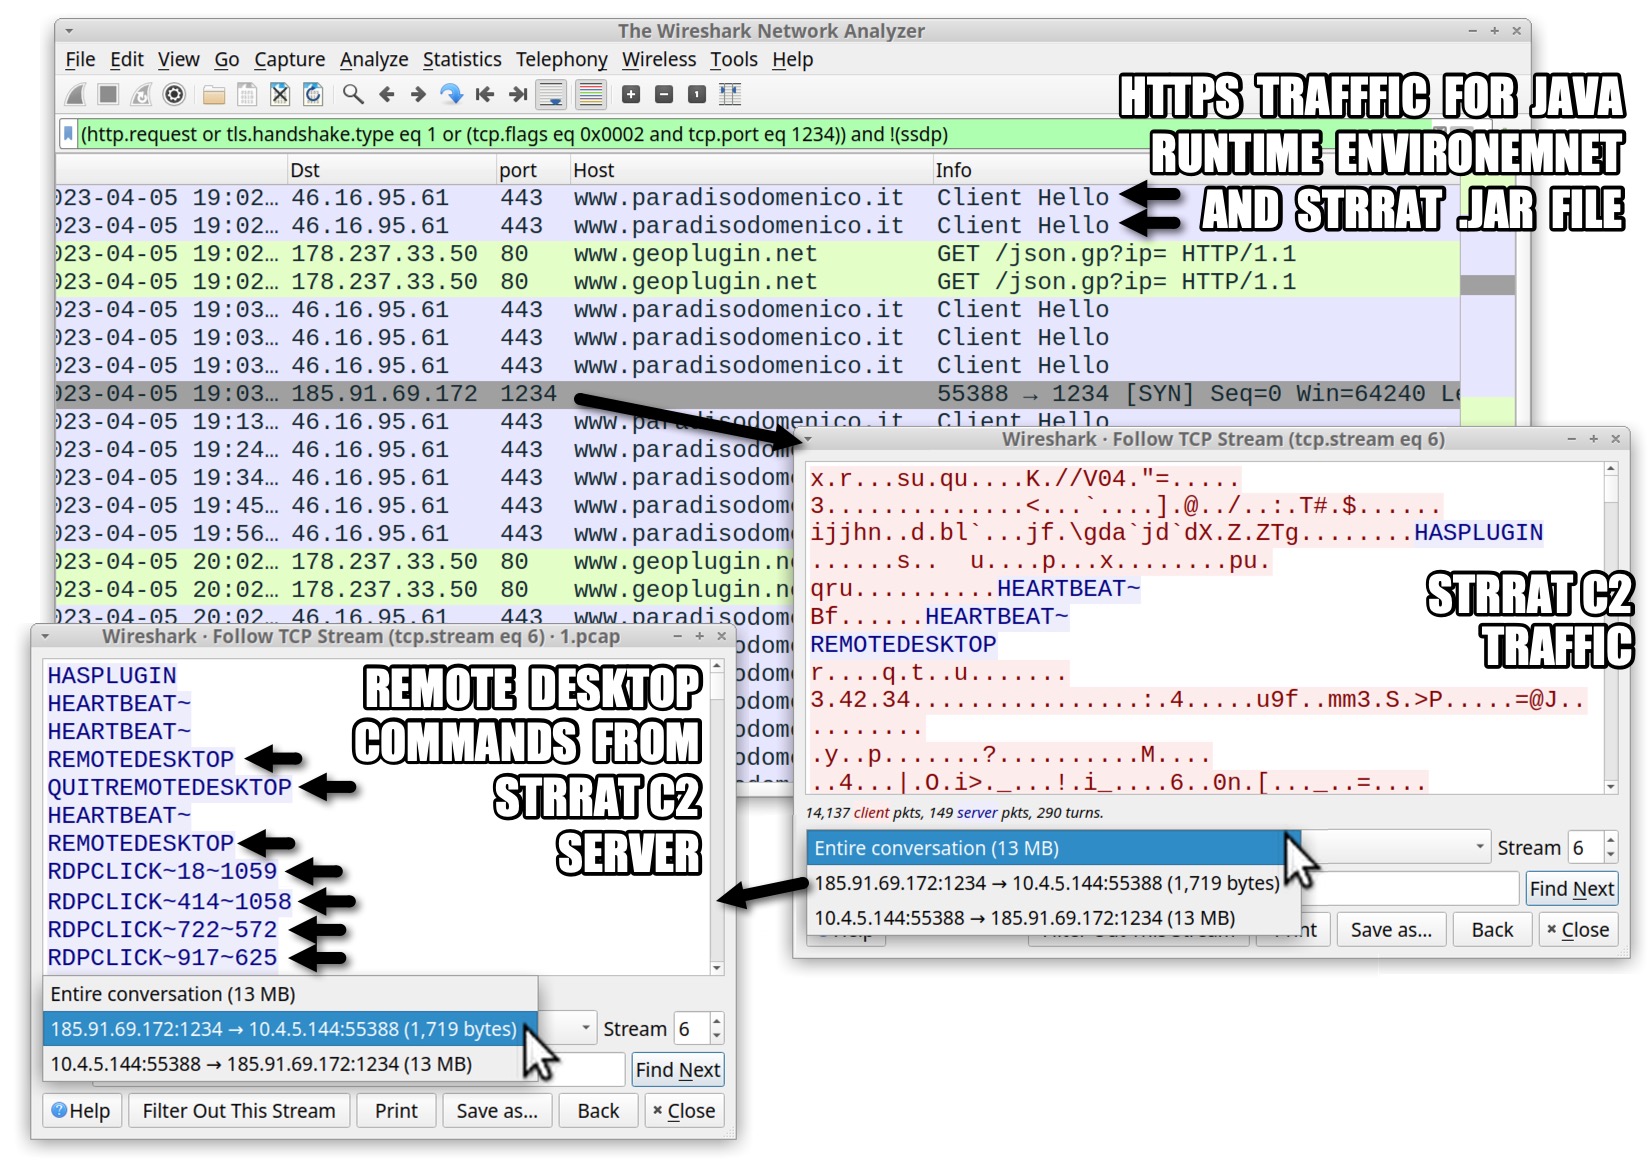 The Wireshark Network Analyzer
File Edit View Go Capture Analyze Statistics Telephony Wireless Tools Help
(http.request or tls.handshake.type eq 1 or (tcp.flags eq 0x0002 and tcp.port eq 1234)) and !(ssdp)
HTTPS TRAFFFIC FOR JAVA
RUNTIME ENVIRONEMNET
AND STRRAT .JAR FILE
Dst port Host Info
023-04-05 19:02… 46.16.95.61 443 www.paradisodomenico.it Client Hello
023-04-05 19:02… 46.16.95.61 443 www.paradisodomenico.it Client Hello
023-04-05 19:02… 178.237.33.50 80 www.geoplugin.net GET /json.gp?ip= HTTP/1.1
023-04-05 19:02… 178.237.33.50 80 www.geoplugin.net GET /json.gp?ip= HTTP/1.1
023-04-05 19:03… 46.16.95.61 443 www.paradisodomenico.it Client Hello
023-04-05 19:03… 46.16.95.61 443 www.paradisodomenico.it Client Hello
023-04-05 19:03… 46.16.95.61 443 www.paradisodomenico.it Client Hello
023-04-05 19:03… 185.91.69.172 1234 55388 → 1234 [SYN] Seq=0 Win=64240 Le
023-04-05 19:13… 46.16.95.61 443 www.paradisodomenico.it Client Hello
023-04-05 19:24… 46.16.95.61 443 www.paradisodom
023-04-05 19:34… 46.16.95.61 443 www.paradisodom
023-04-05 19:45… 46.16.95.61 443 www.paradisodom
023-04-05 19:56… 46.16.95.61 443 www.paradisodom
023-04-05 20:02… 178.237.33.50 80 www.geoplugin.n
023-04-05 20:02… 178.237.33.50 80 www.geoplugin.n
023-04-05 20:02… 46.16.95.61 443 www.paradisodom
Wireshark · Follow TCP Stream (tcp.stream eq 6)
x.r...su.qu....K.//V04."=.....
3..............<...`....].@../..:.T#.$......
ijjhn..d.bl`...jf.\gda`jd`dX.Z.ZTg........HASPLUGIN
......s.. u....p...x........pu.
qru..........HEARTBEAT~
Bf......HEARTBEAT~
REMOTEDESKTOP
r....q.t..u.......
3.42.34................:.4.....u9f..mm3.S.>P.....=@J..
........
.y..p.......?..........M....
..4...|.O.i>._...!.i_....6..0n.[..._..=....
STRRAT C2
TRAFFIC
14,137 client pkts, 149 server pkts, 290 turns.
Entire conversation (13 MB)
185.91.69.172:1234 → 10.4.5.144:55388 (1,719 bytes)
10.4.5.144:55388 → 185.91.69.172:1234 (13 MB)
Stream 6
Find Next
Save as... Back Close
Wireshark · Follow TCP Stream (tcp.stream eq 6) · 1.pcap
HASPLUGIN
HEARTBEAT~
HEARTBEAT~
REMOTEDESKTOP
QUITREMOTEDESKTOP
HEARTBEAT~
REMOTEDESKTOP
RDPCLICK~18~1059
RDPCLICK~414~1058
RDPCLICK~722~572
RDPCLICK~917~625
REMOTE DESKTOP
COMMANDS FROM
STRRAT C2
SERVER
Entire conversation (13 MB)
185.91.69.172:1234 → 10.4.5.144:55388 (1,719 bytes)
10.4.5.144:55388 → 185.91.69.172:1234 (13 MB)
Stream 6
Find Next
Help Filter Out This Stream Print Save as... Back Close